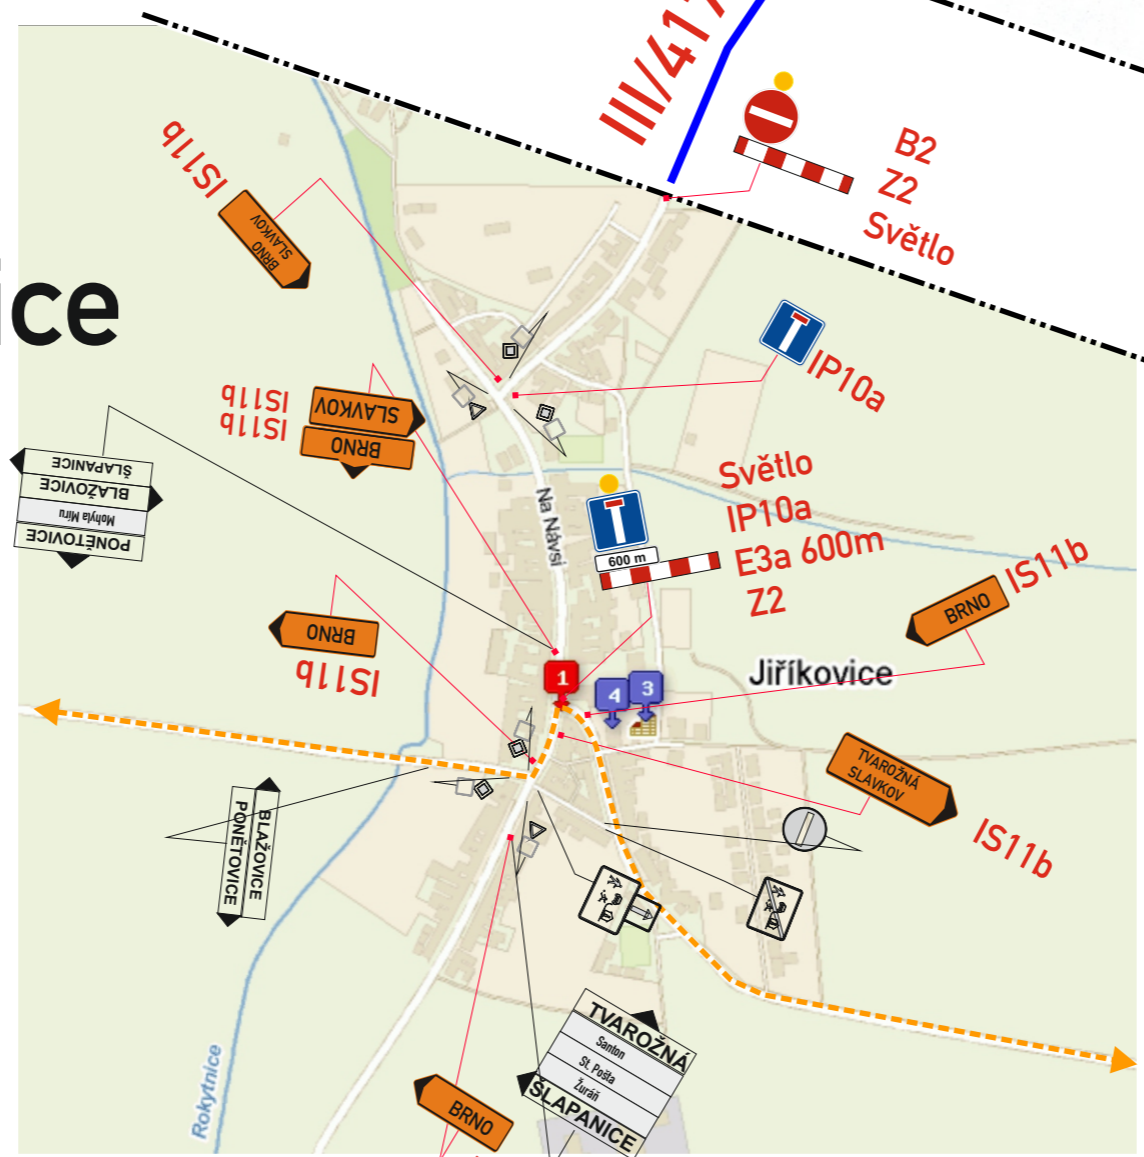 III/417
B2
Z2
Světlo
IS11b
BRNO
SLAVKOV
ice
IP10a
IS11b
IS11b
SLAVKOV
BRNO
ŠLAPANICE
BLAŽOVICE
Mohyla Míru
PONĚTOVICE
Na Návsi
600 m
Světlo
IP10a
E3a 600m
Z2
BRNO
IS11b
BRNO
IS11b
1
4
3
Jiříkovice
TVAROŽNÁ
SLAVKOV
IS11b
BLAŽOVICE
PONĚTOVICE
TVAROŽNÁ
Santon
St. Pošta
Žuráň
ŠLAPANICE
BRNO
Rokytnice